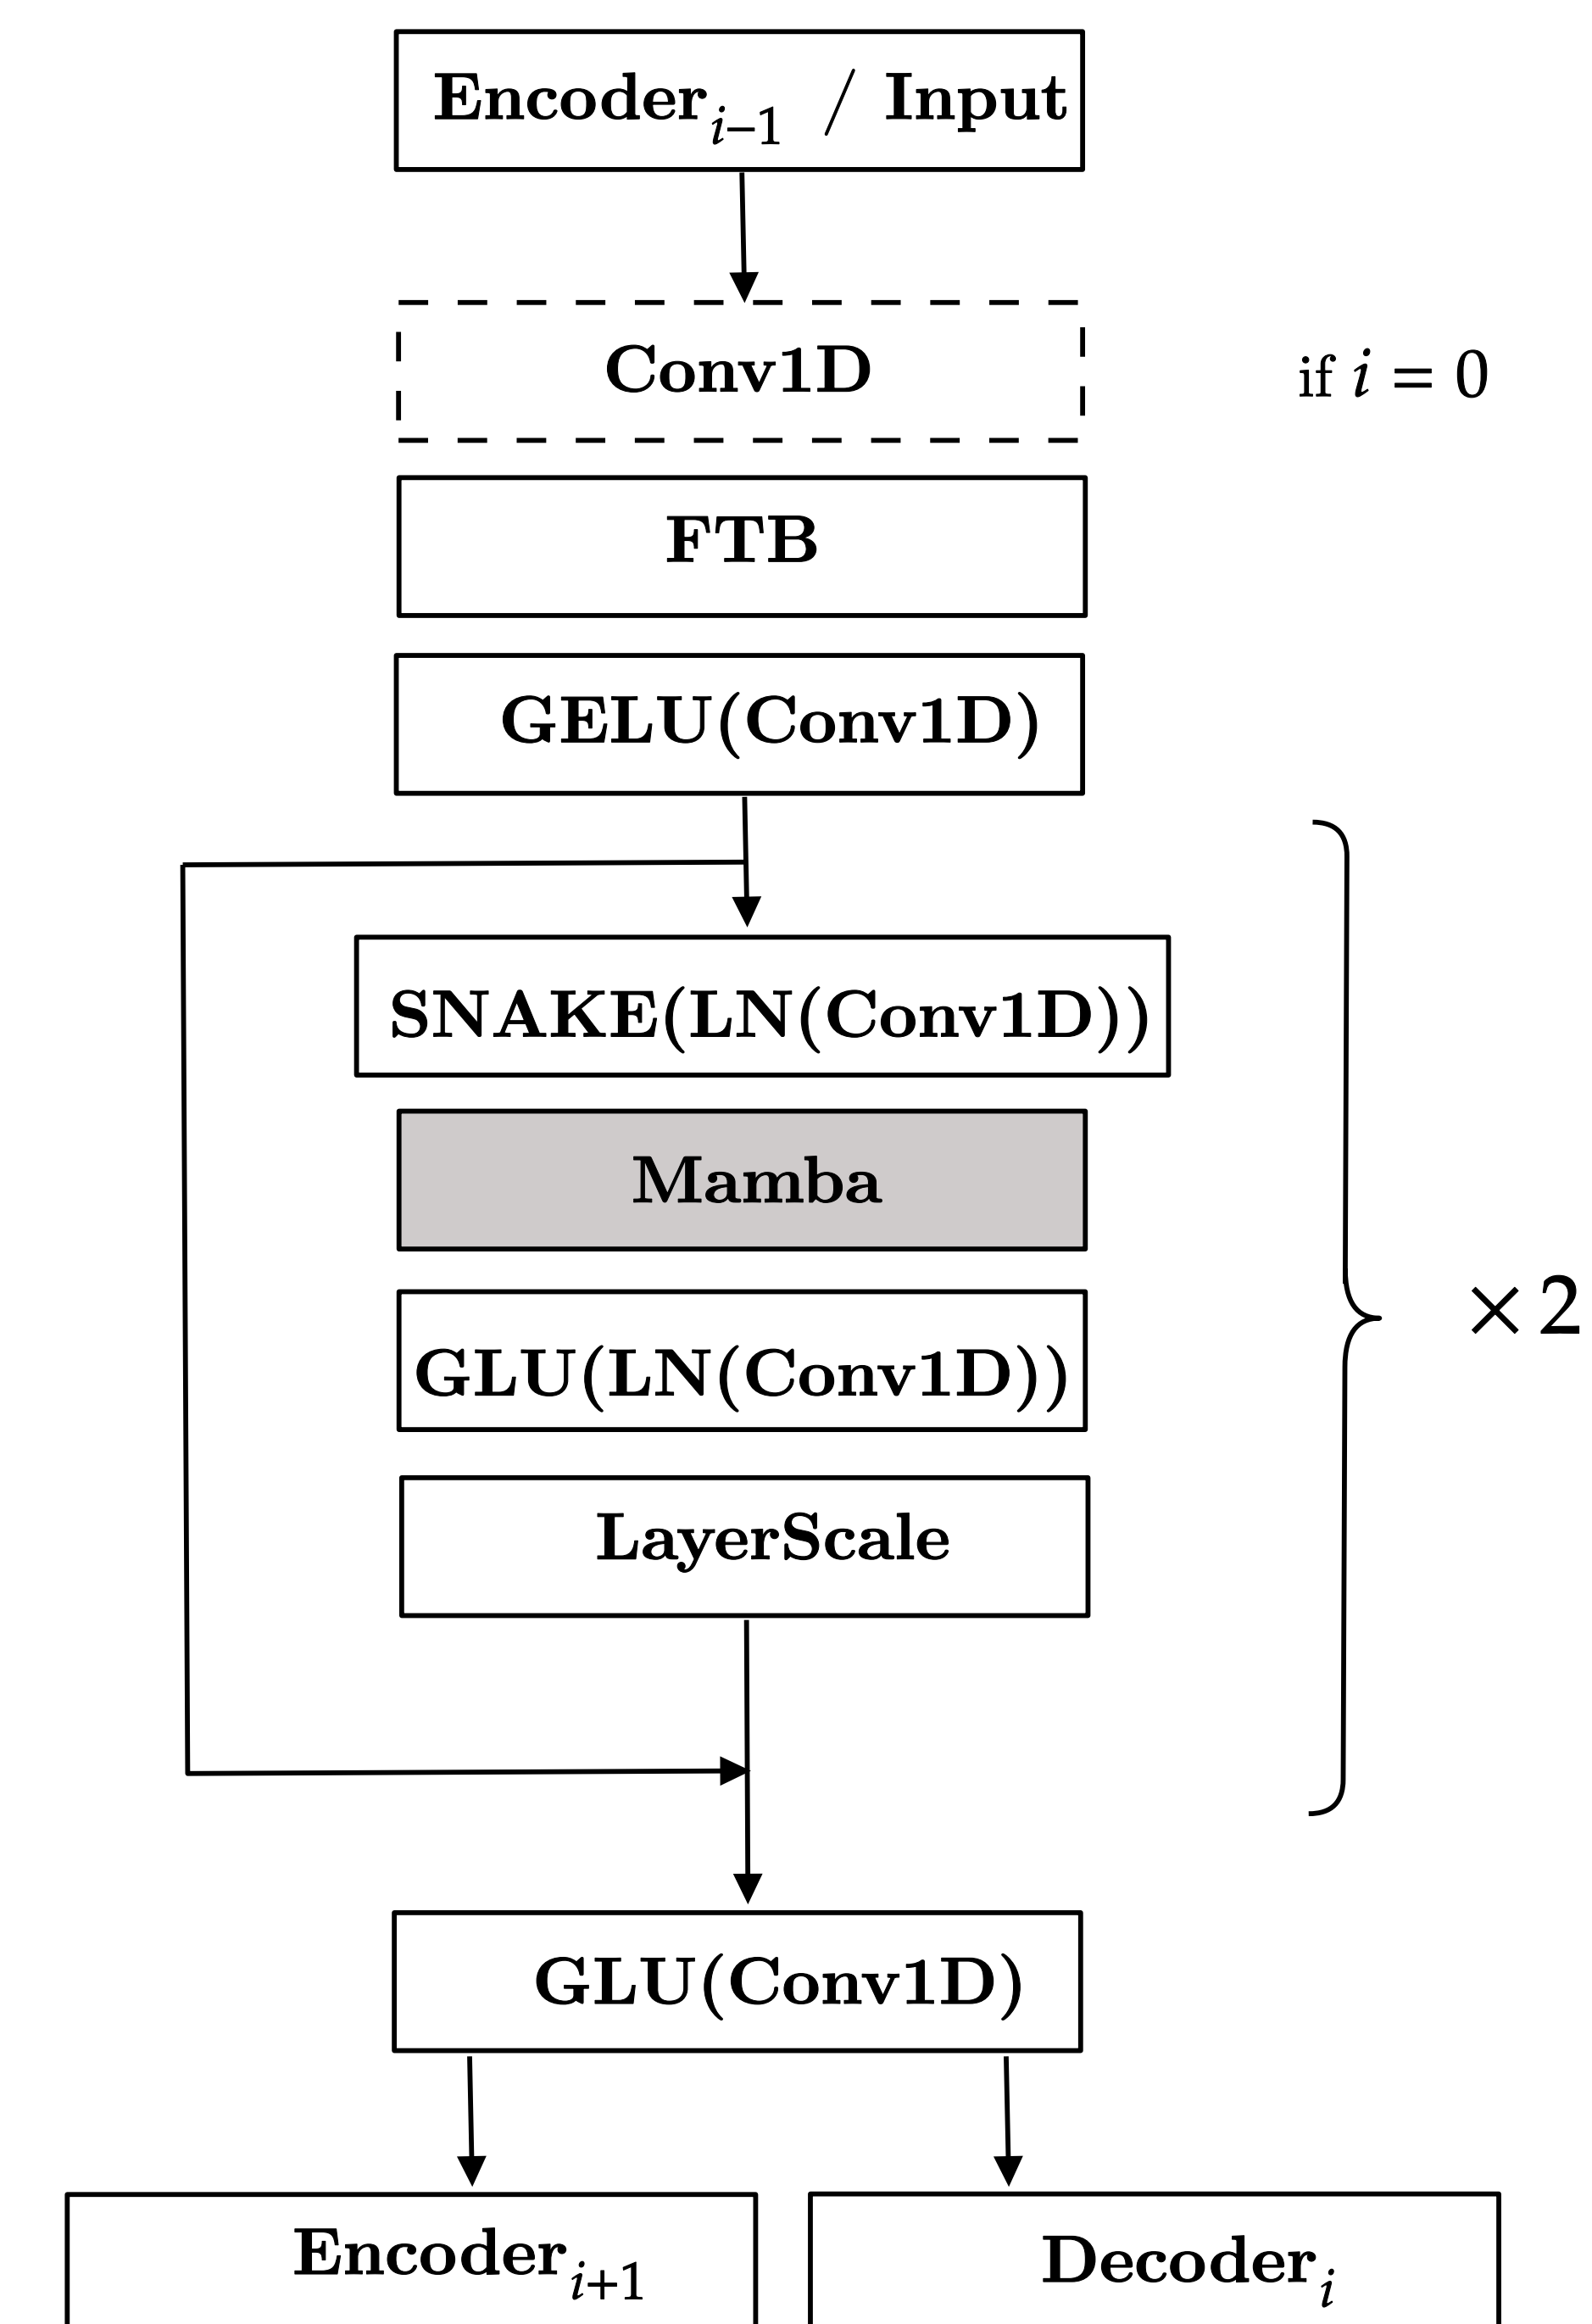 Encoder_{i−1} / Input
Conv1D
if i = 0
FTB
GELU(Conv1D)
SNAKE(LN(Conv1D))
Mamba
× 2
GLU(LN(Conv1D))
LayerScale
GLU(Conv1D)
Encoder_{i+1}
Decoder_i